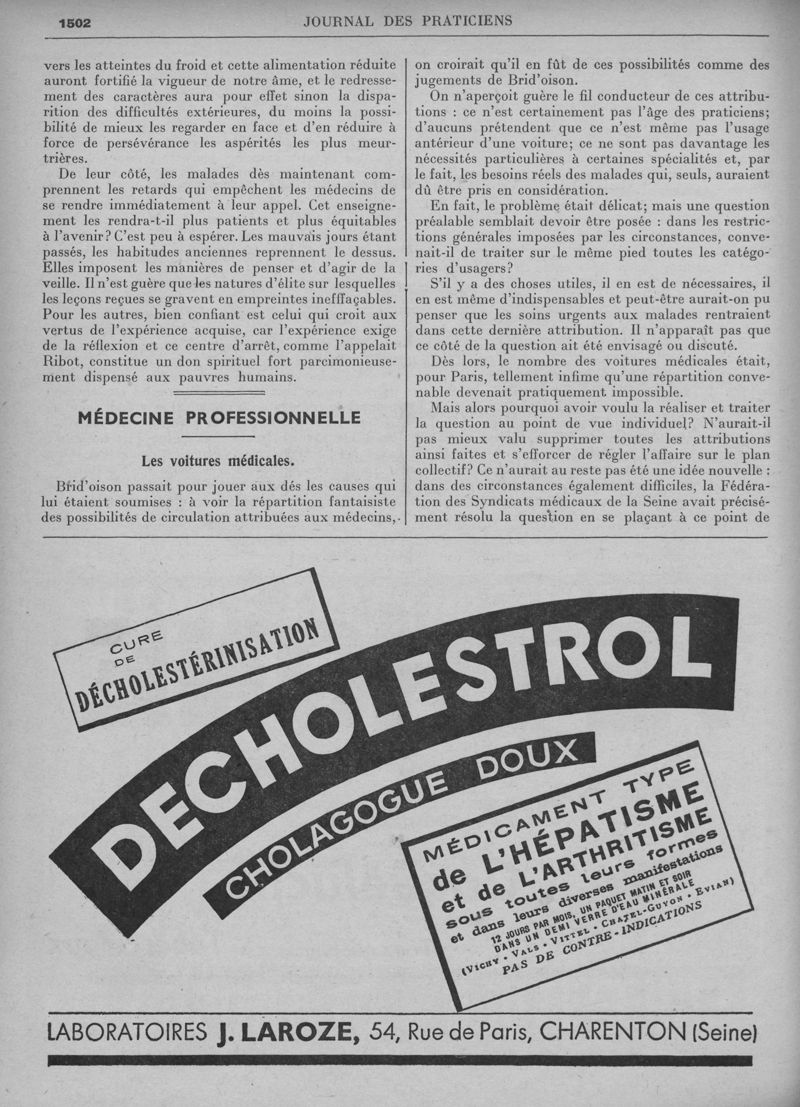 1502
JOURNAL DES PRATICIENS
vers les atteintes du froid et cette alimentation réduite
auront fortifié la vigueur de notre âme, et le redresse-
ment des caractères aura pour effet sinon la dispa-
rition des difficultés extérieures, du moins la possi-
bilité de mieux les regarder en face et d'en réduire à
force de persévérance les aspérités les plus meur-
trières.
De leur côté, les malades dès maintenant com-
prennent les retards qui empêchent les médecins de
se rendre immédiatement à leur appel. Cet enseigne-
ment les rendra-t-il plus patients et plus équitables
à l'avenir? C'est peu à espérer. Les mauvais jours étant
passés, les habitudes anciennes reprennent le dessus.
Elles imposent les manières de penser et d'agir de la
veille. Il n'est guère que les natures d'élite sur lesquelles
les leçons reçues se gravent en empreintes inefffaçables.
Pour les autres, bien confiant est celui qui croit aux
vertus de l'expérience acquise, car l'expérience exige
de la réflexion et ce centre d'arrêt, comme l'appelait
Ribot, constitue un don spirituel fort parcimonieuse-
ment dispensé aux pauvres humains.
MÉDECINE PROFESSIONNELLE
Les voitures médicales.
Brid'oison passait pour jouer aux dés les causes qui
lui étaient soumises : à voir la répartition fantaisiste
des possibilités de circulation attribuées aux médecins,
on croirait qu'il en fût de ces possibilités comme des
jugements de Brid'oison.
On n'aperçoit guère le fil conducteur de ces attribu-
tions : ce n'est certainement pas l'âge des praticiens;
d'aucuns prétendent que ce n'est même pas l'usage
antérieur d'une voiture; ce ne sont pas davantage les
nécessités particulières à certaines spécialités et, par
le fait, les besoins réels des malades qui, seuls, auraient
dû être pris en considération.
En fait, le problème était délicat; mais une question
préalable semblait devoir être posée : dans les restric-
tions générales imposées par les circonstances, conve-
nait-il de traiter sur le même pied toutes les catégo-
ries d'usagers?
S'il y a des choses utiles, il en est de nécessaires, il
en est même d'indispensables et peut-être aurait-on pu
penser que les soins urgents aux malades rentraient
dans cette dernière attribution. Il n'apparaît pas que
ce côté de la question ait été envisagé ou discuté.
Dès lors, le nombre des voitures médicales était,
pour Paris, tellement infime qu'une répartition conve-
nable devenait pratiquement impossible.
Mais alors pourquoi avoir voulu la réaliser et traiter
la question au point de vue individuel? N'aurait-il
pas mieux valu supprimer toutes les attributions
ainsi faites et s'efforcer de régler l'affaire sur le plan
collectif? Ce n'aurait au reste pas été une idée nouvelle :
dans des circonstances également difficiles, la Fédéra-
tion des Syndicats médicaux de la Seine avait précisé-
ment résolu la question en se plaçant à ce point de
CURE
DE
DÉCHOLESTÉRINISATION
DECHOLESTROL
CHOLAGOGUE DOUX
MÉDICAMENT TYPE
de L'HÉPATISME
et de L'ARTHRITISME
sous toutes leurs formes
et dans leurs diverses manifestations
12 JOURS PAR MOIS, UN PAQUET MATIN ET SOIR
DANS UN DEMI VERRE D'EAU MINÉRALE
(VICHY - VALS - VITTEL - CHATEL-GUYON - EVIAN)
PAS DE CONTRE-INDICATIONS
LABORATOIRES J. LAROZE, 54, Rue de Paris, CHARENTON (Seine)